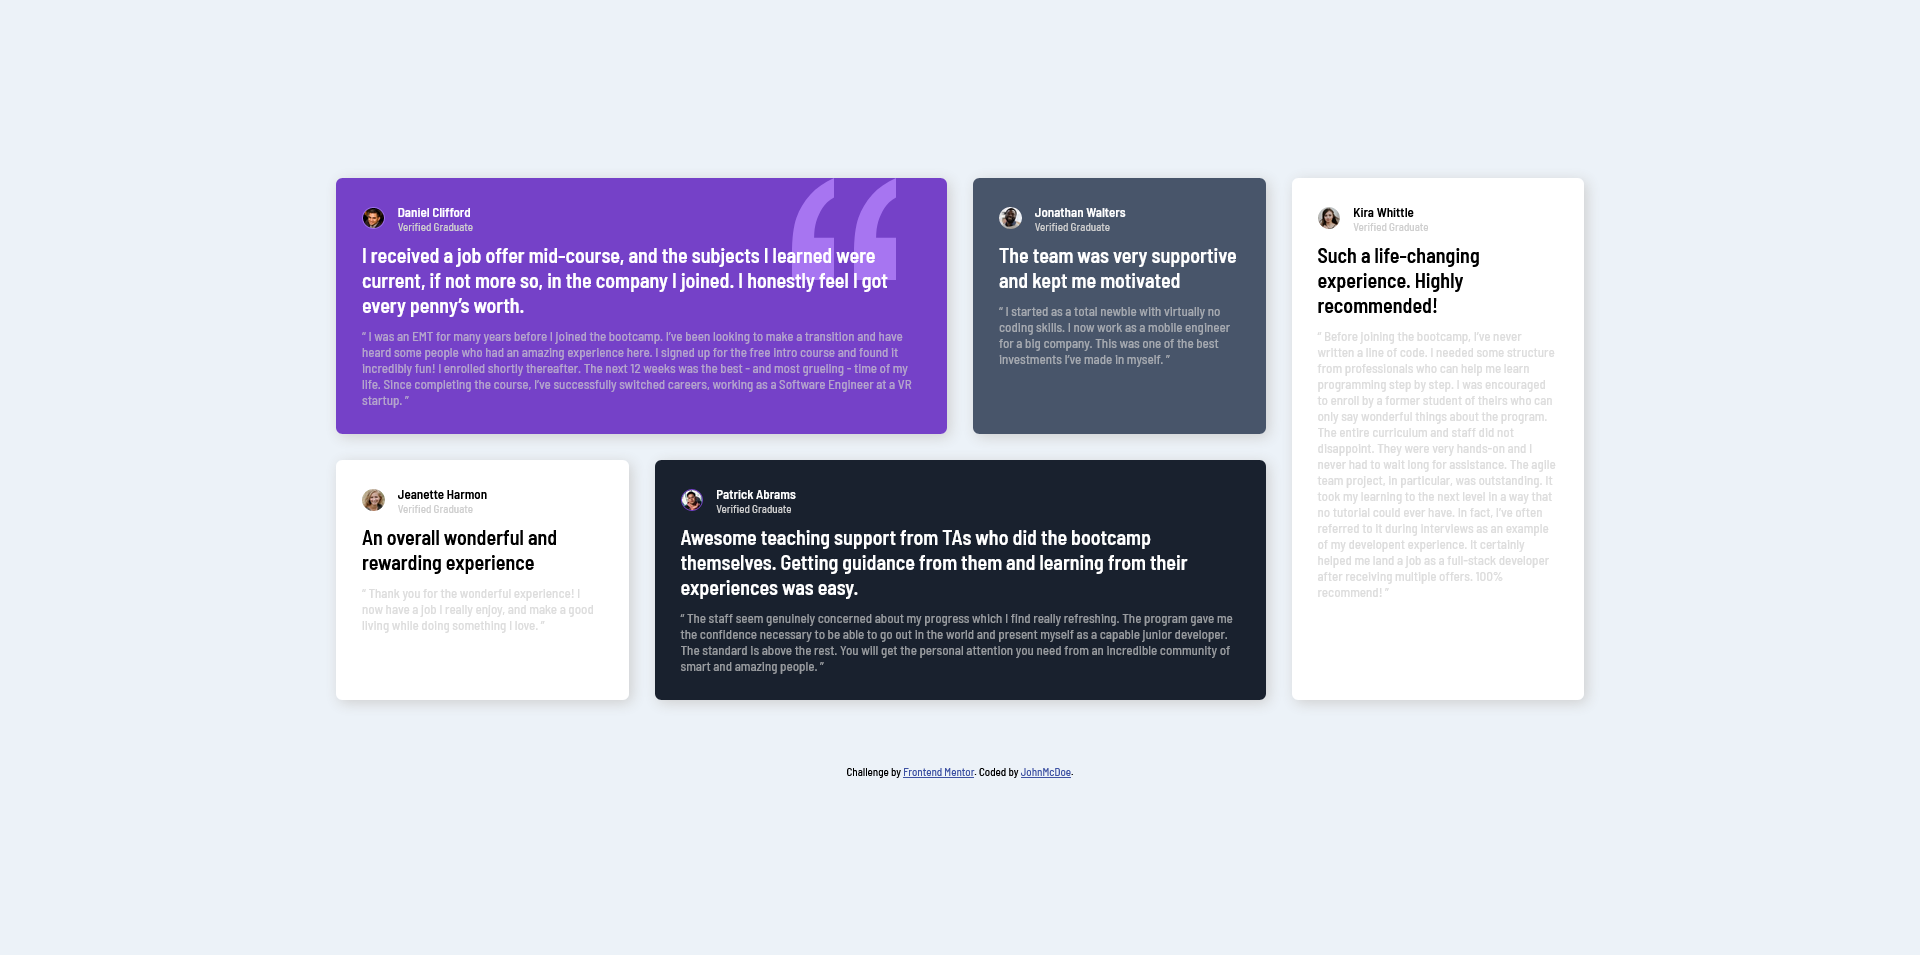 Daniel Clifford
Verified Graduate
I received a job offer mid-course, and the subjects I learned were
current, if not more so, in the company I joined. I honestly feel I got
every penny’s worth.
“ I was an EMT for many years before I joined the bootcamp. I’ve been looking to make a transition and have
heard some people who had an amazing experience here. I signed up for the free intro course and found it
incredibly fun! I enrolled shortly thereafter. The next 12 weeks was the best - and most grueling - time of my
life. Since completing the course, I’ve successfully switched careers, working as a Software Engineer at a VR
startup. ”
Jonathan Walters
Verified Graduate
The team was very supportive
and kept me motivated
“ I started as a total newbie with virtually no
coding skills. I now work as a mobile engineer
for a big company. This was one of the best
investments I’ve made in myself. ”
Kira Whittle
Verified Graduate
Such a life-changing
experience. Highly
recommended!
“ Before joining the bootcamp, I’ve never
written a line of code. I needed some structure
from professionals who can help me learn
programming step by step. I was encouraged
to enroll by a former student of theirs who can
only say wonderful things about the program.
The entire curriculum and staff did not
disappoint. They were very hands-on and I
never had to wait long for assistance. The agile
team project, in particular, was outstanding. It
took my learning to the next level in a way that
no tutorial could ever have. In fact, I’ve often
referred to it during interviews as an example
of my developent experience. It certainly
helped me land a job as a full-stack developer
after receiving multiple offers. 100%
recommend! ”
Jeanette Harmon
Verified Graduate
An overall wonderful and
rewarding experience
“ Thank you for the wonderful experience! I
now have a job I really enjoy, and make a good
living while doing something I love. ”
Patrick Abrams
Verified Graduate
Awesome teaching support from TAs who did the bootcamp
themselves. Getting guidance from them and learning from their
experiences was easy.
“ The staff seem genuinely concerned about my progress which I find really refreshing. The program gave me
the confidence necessary to be able to go out in the world and present myself as a capable junior developer.
The standard is above the rest. You will get the personal attention you need from an incredible community of
smart and amazing people. ”
Challenge by Frontend Mentor. Coded by JohnMcDoe.